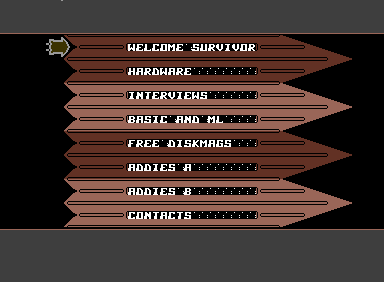 WELCOME SURVIVOR
HARDWARE
INTERVIEWS
BASIC AND ML
FREE DISKMAGS
ADDIES A
ADDIES B
CONTACTS